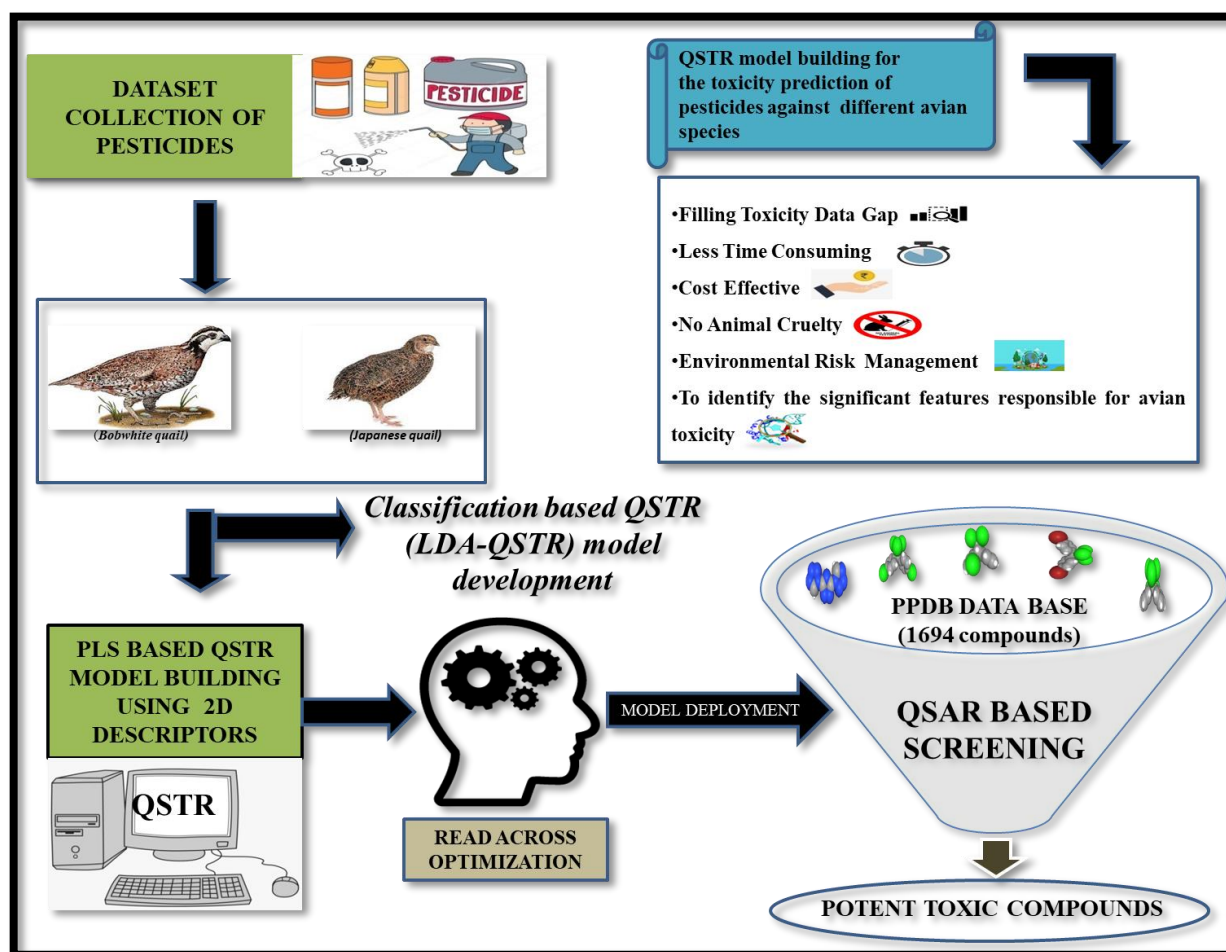 DATASET
COLLECTION OF
PESTICIDES
PESTICIDE
QSTR model building for
the toxicity prediction of
pesticides against different avian
species
•Filling Toxicity Data Gap
•Less Time Consuming
•Cost Effective
•No Animal Cruelty
•Environmental Risk Management
•To identify the significant features responsible for avian
toxicity
(Bobwhite quail)
(Japanese quail)
Classification based QSTR
(LDA-QSTR) model
development
PLS BASED QSTR
MODEL BUILDING
USING 2D
DESCRIPTORS
QSTR
READ ACROSS
OPTIMIZATION
MODEL DEPLOYMENT
PPDB DATA BASE
(1694 compounds)
QSAR BASED
SCREENING
POTENT TOXIC COMPOUNDS